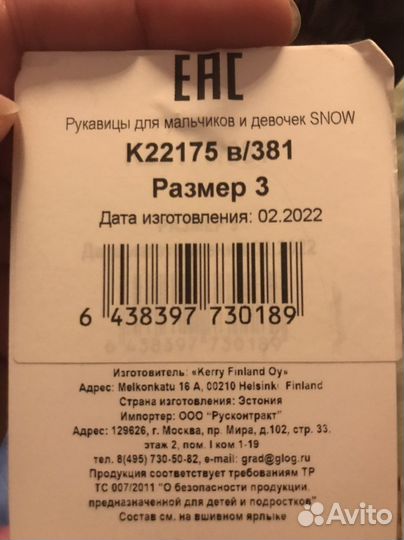 EAC
Рукавицы для мальчиков и девочек SNOW
K22175 в/381
Размер 3
Дата изготовления: 02.2022
6 438397 730189
Изготовитель: «Kerry Finland Oy»
Адрес: Melkonkatu 16 A, 00210 Helsinki Finland
Страна изготовления: Эстония
Импортер: ООО "Русконтракт"
Адрес: 129626, г. Москва, пр. Мира, д.102, стр. 33.
этаж 2, пом. I ком 1-19
тел. 8(495) 730-50-82, e-mail: grad@glog.ru
Продукция соответствует требованиям ТР
ТС 007/2011 "О безопасности продукции,
предназначенной для детей и подростков"
Состав см. на вшивном ярлыке
Avito